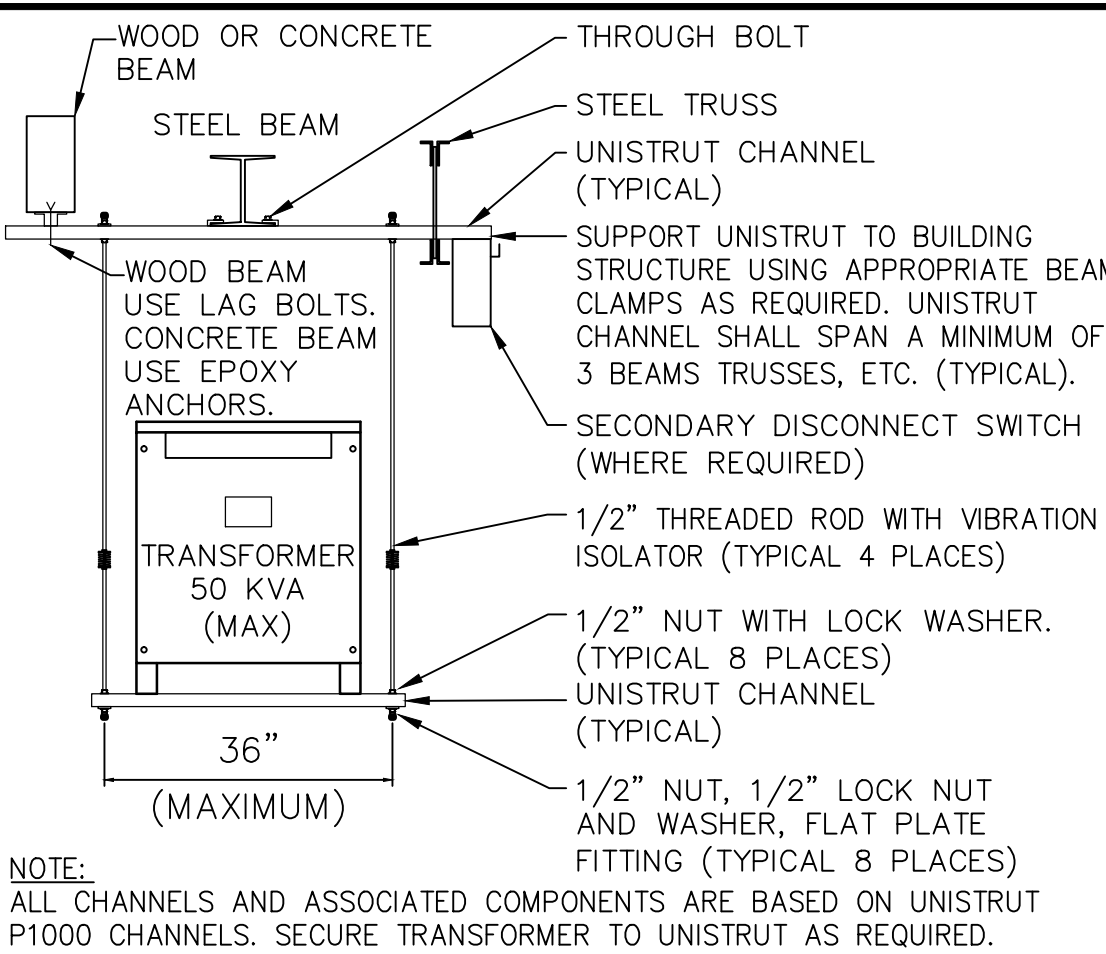 WOOD OR CONCRETE
BEAM
STEEL BEAM
THROUGH BOLT
STEEL TRUSS
UNISTRUT CHANNEL
(TYPICAL)
SUPPORT UNISTRUT TO BUILDING
STRUCTURE USING APPROPRIATE BEAM
CLAMPS AS REQUIRED. UNISTRUT
CHANNEL SHALL SPAN A MINIMUM OF
3 BEAMS TRUSSES, ETC. (TYPICAL).
WOOD BEAM
USE LAG BOLTS.
CONCRETE BEAM
USE EPOXY
ANCHORS.
SECONDARY DISCONNECT SWITCH
(WHERE REQUIRED)
1/2" THREADED ROD WITH VIBRATION
ISOLATOR (TYPICAL 4 PLACES)
TRANSFORMER
50 KVA
(MAX)
1/2" NUT WITH LOCK WASHER.
(TYPICAL 8 PLACES)
UNISTRUT CHANNEL
(TYPICAL)
36"
(MAXIMUM)
1/2" NUT, 1/2" LOCK NUT
AND WASHER, FLAT PLATE
FITTING (TYPICAL 8 PLACES)
NOTE:
ALL CHANNELS AND ASSOCIATED COMPONENTS ARE BASED ON UNISTRUT
P1000 CHANNELS. SECURE TRANSFORMER TO UNISTRUT AS REQUIRED.